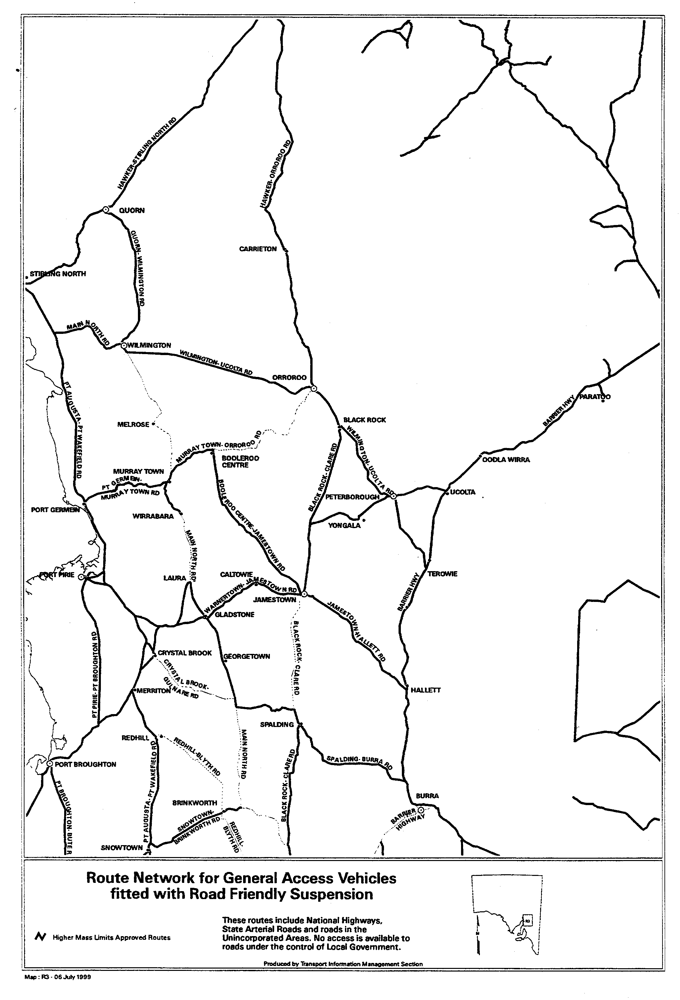 HAWKER-STIRLING NORTH RD
HAWKER-ORROROO RD
QUORN
QUORN-WILMINGTON RD
CARRIETON
STIRLING NORTH
MAIN NORTH RD
WILMINGTON
WILMINGTON-UCOLTA RD
ORROROO
PT AUGUSTA-PT WAKEFIELD RD
PARATOO
BARRIER HWY
BLACK ROCK
MELROSE
WILMINGTON-UCOLTA RD
MURRAY TOWN-ORROROO RD
BOOLEROO
CENTRE
OODLA WIRRA
BLACK ROCK-CLARE RD
MURRAY TOWN
PT GERMEIN-
MURRAY TOWN RD
BOOLEROO CENTRE-JAMESTOWN RD
PETERBOROUGH
UCOLTA
PORT GERMEIN
WIRRABARA
YONGALA
MAIN NORTH RD
PORT PIRIE
LAURA
CALTOWIE
TEROWIE
WARNERTOWN-JAMESTOWN RD
JAMESTOWN
BARRIER HWY
GLADSTONE
JAMESTOWN-HALLETT RD
BLACK ROCK-CLARE RD
PT PIRIE-PT BROUGHTON RD
CRYSTAL BROOK
GEORGETOWN
CRYSTAL BROOK-
GULNARE RD
MERRITON
HALLETT
SPALDING
REDHILL
REDHILL-BLYTH RD
MAIN NORTH RD
PT AUGUSTA-PT WAKEFIELD RD
BLACK ROCK-CLARE RD
SPALDING-BURRA RD
PORT BROUGHTON
PT BROUGHTON-BUTE R
BURRA
BRINKWORTH
BARRIER
HIGHWAY
SNOWTOWN-
BRINKWORTH RD
REDHILL-
BLYTH RD
SNOWTOWN
Route Network for General Access Vehicles
fitted with Road Friendly Suspension
These routes include National Highways,
State Arterial Roads and roads in the
Unincorporated Areas. No access is available to
roads under the control of Local Government.
Higher Mass Limits Approved Routes
R3
N
Produced by Transport Information Management Section
Map : R3 - 06 July 1999